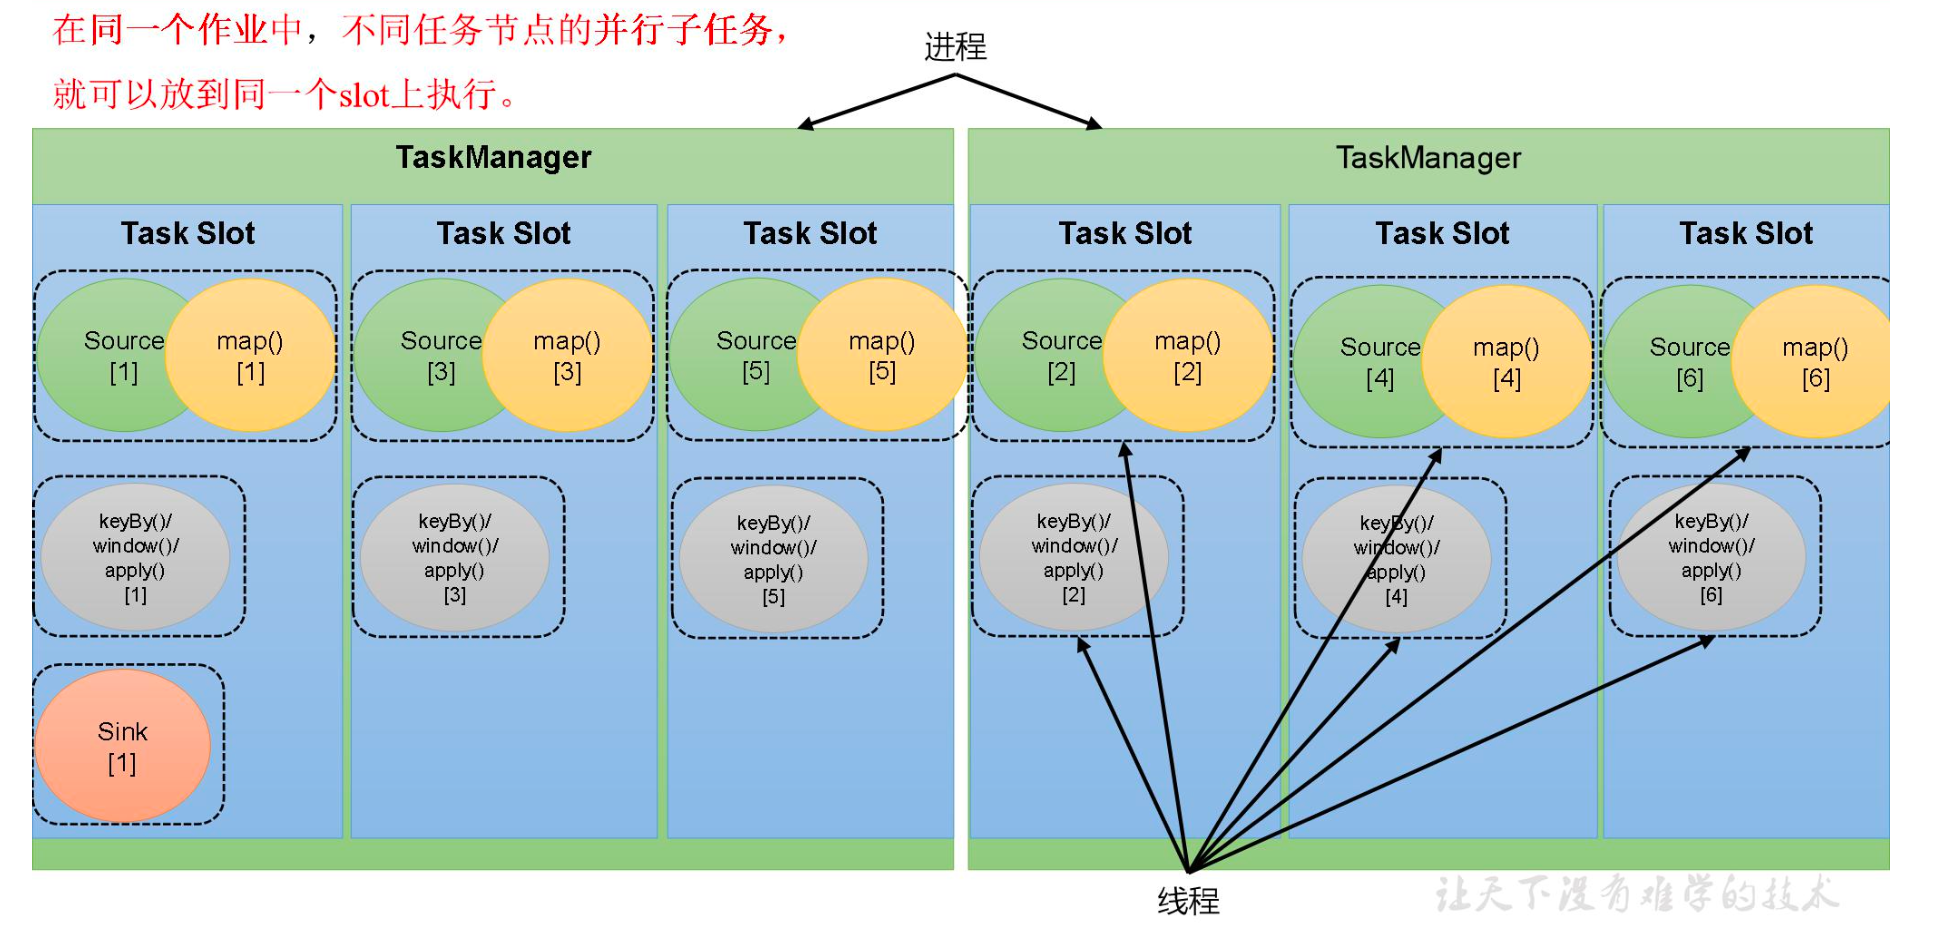 在同一个作业中，不同任务节点的并行子任务，
就可以放到同一个slot上执行。
进程
TaskManager
TaskManager
Task Slot
Task Slot
Task Slot
Task Slot
Task Slot
Task Slot
Source
[1]
map()
[1]
Source
[3]
map()
[3]
Source
[5]
map()
[5]
Source
[2]
map()
[2]
Source
[4]
map()
[4]
Source
[6]
map()
[6]
keyBy()/
window()/
apply()
[1]
keyBy()/
window()/
apply()
[3]
keyBy()/
window()/
apply()
[5]
keyBy()/
window()/
apply()
[2]
keyBy()/
window()/
apply()
[4]
keyBy()/
window()/
apply()
[6]
Sink
[1]
线程
让天下没有难学的技术